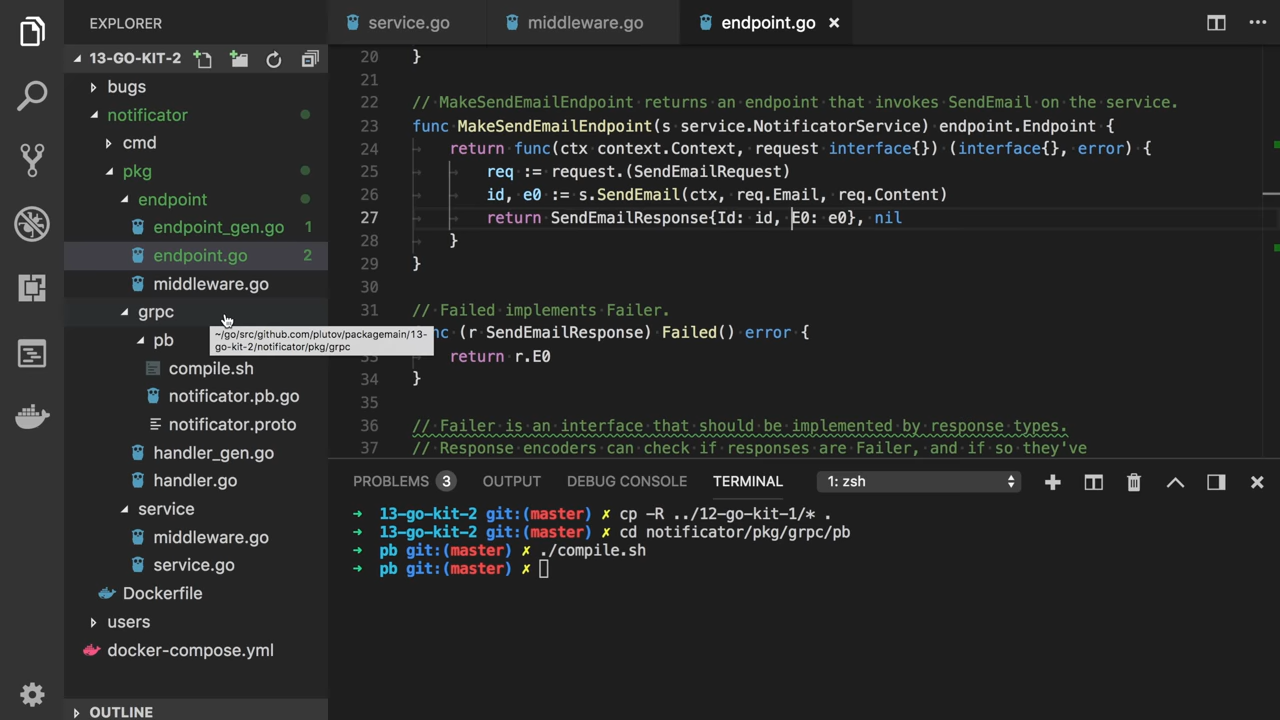 EXPLORER
13-GO-KIT-2
bugs
notificator
cmd
pkg
endpoint
endpoint_gen.go 1
endpoint.go 2
middleware.go
grpc
~/go/src/github.com/plutov/packagemain/13-
go-kit-2/notificator/pkg/grpc
pb
compile.sh
notificator.pb.go
notificator.proto
handler_gen.go
handler.go
service
middleware.go
service.go
Dockerfile
users
docker-compose.yml
OUTLINE
service.go middleware.go endpoint.go ×
20 }
21
22 // MakeSendEmailEndpoint returns an endpoint that invokes SendEmail on the service.
23 func MakeSendEmailEndpoint(s service.NotificatorService) endpoint.Endpoint {
24 return func(ctx context.Context, request interface{}) (interface{}, error) {
25 req := request.(SendEmailRequest)
26 id, e0 := s.SendEmail(ctx, req.Email, req.Content)
27 return SendEmailResponse{Id: id, E0: e0}, nil
28 }
29 }
30
31 // Failed implements Failer.
nc (r SendEmailResponse) Failed() error {
33 return r.E0
34 }
35
36 // Failer is an interface that should be implemented by response types.
37 // Response encoders can check if responses are Failer, and if so they've
PROBLEMS 3 OUTPUT DEBUG CONSOLE TERMINAL 1: zsh
→ 13-go-kit-2 git:(master) ✗ cp -R ../12-go-kit-1/* .
→ 13-go-kit-2 git:(master) ✗ cd notificator/pkg/grpc/pb
→ pb git:(master) ✗ ./compile.sh
→ pb git:(master) ✗